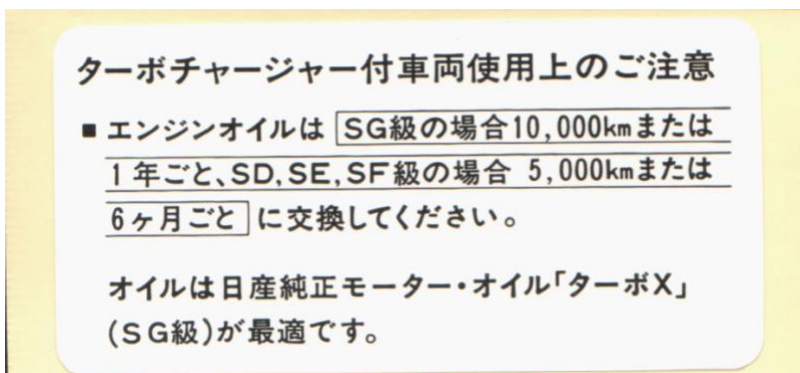 ターボチャージャー付車両使用上のご注意
■エンジンオイルは SG級の場合10,000kmまたは
1年ごと、SD,SE,SF級の場合 5,000kmまたは
6ヶ月ごと に交換してください。
オイルは日産純正モーター・オイル「ターボX」
(SG級)が最適です。